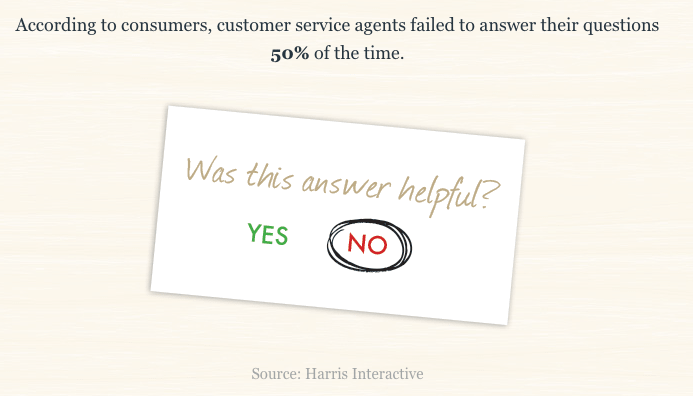 According to consumers, customer service agents failed to answer their questions
50% of the time.
Was this answer helpful?
YES NO
Source: Harris Interactive